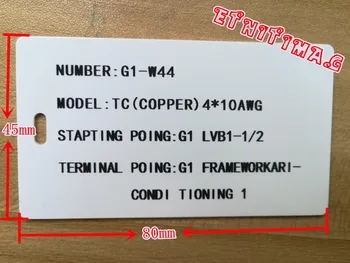 ETNITIMAG
NUMBER:G1-W44
MODEL:TC(COPPER)4*10AWG
45mm
STAPTING POING:G1 LVB1-1/2
TERMINAL POING:G1 FRAMEWORKARI-
CONDI TIONING 1
80mm